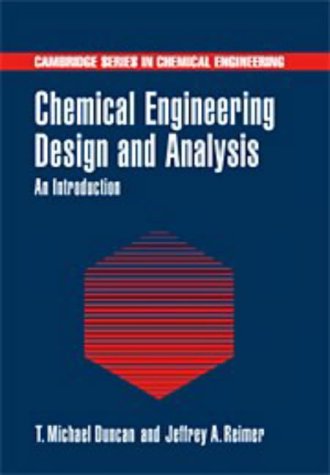 CAMBRIDGE SERIES IN CHEMICAL ENGINEERING
Chemical Engineering
Design and Analysis
An Introduction
T. Michael Duncan and Jeffrey A. Reimer